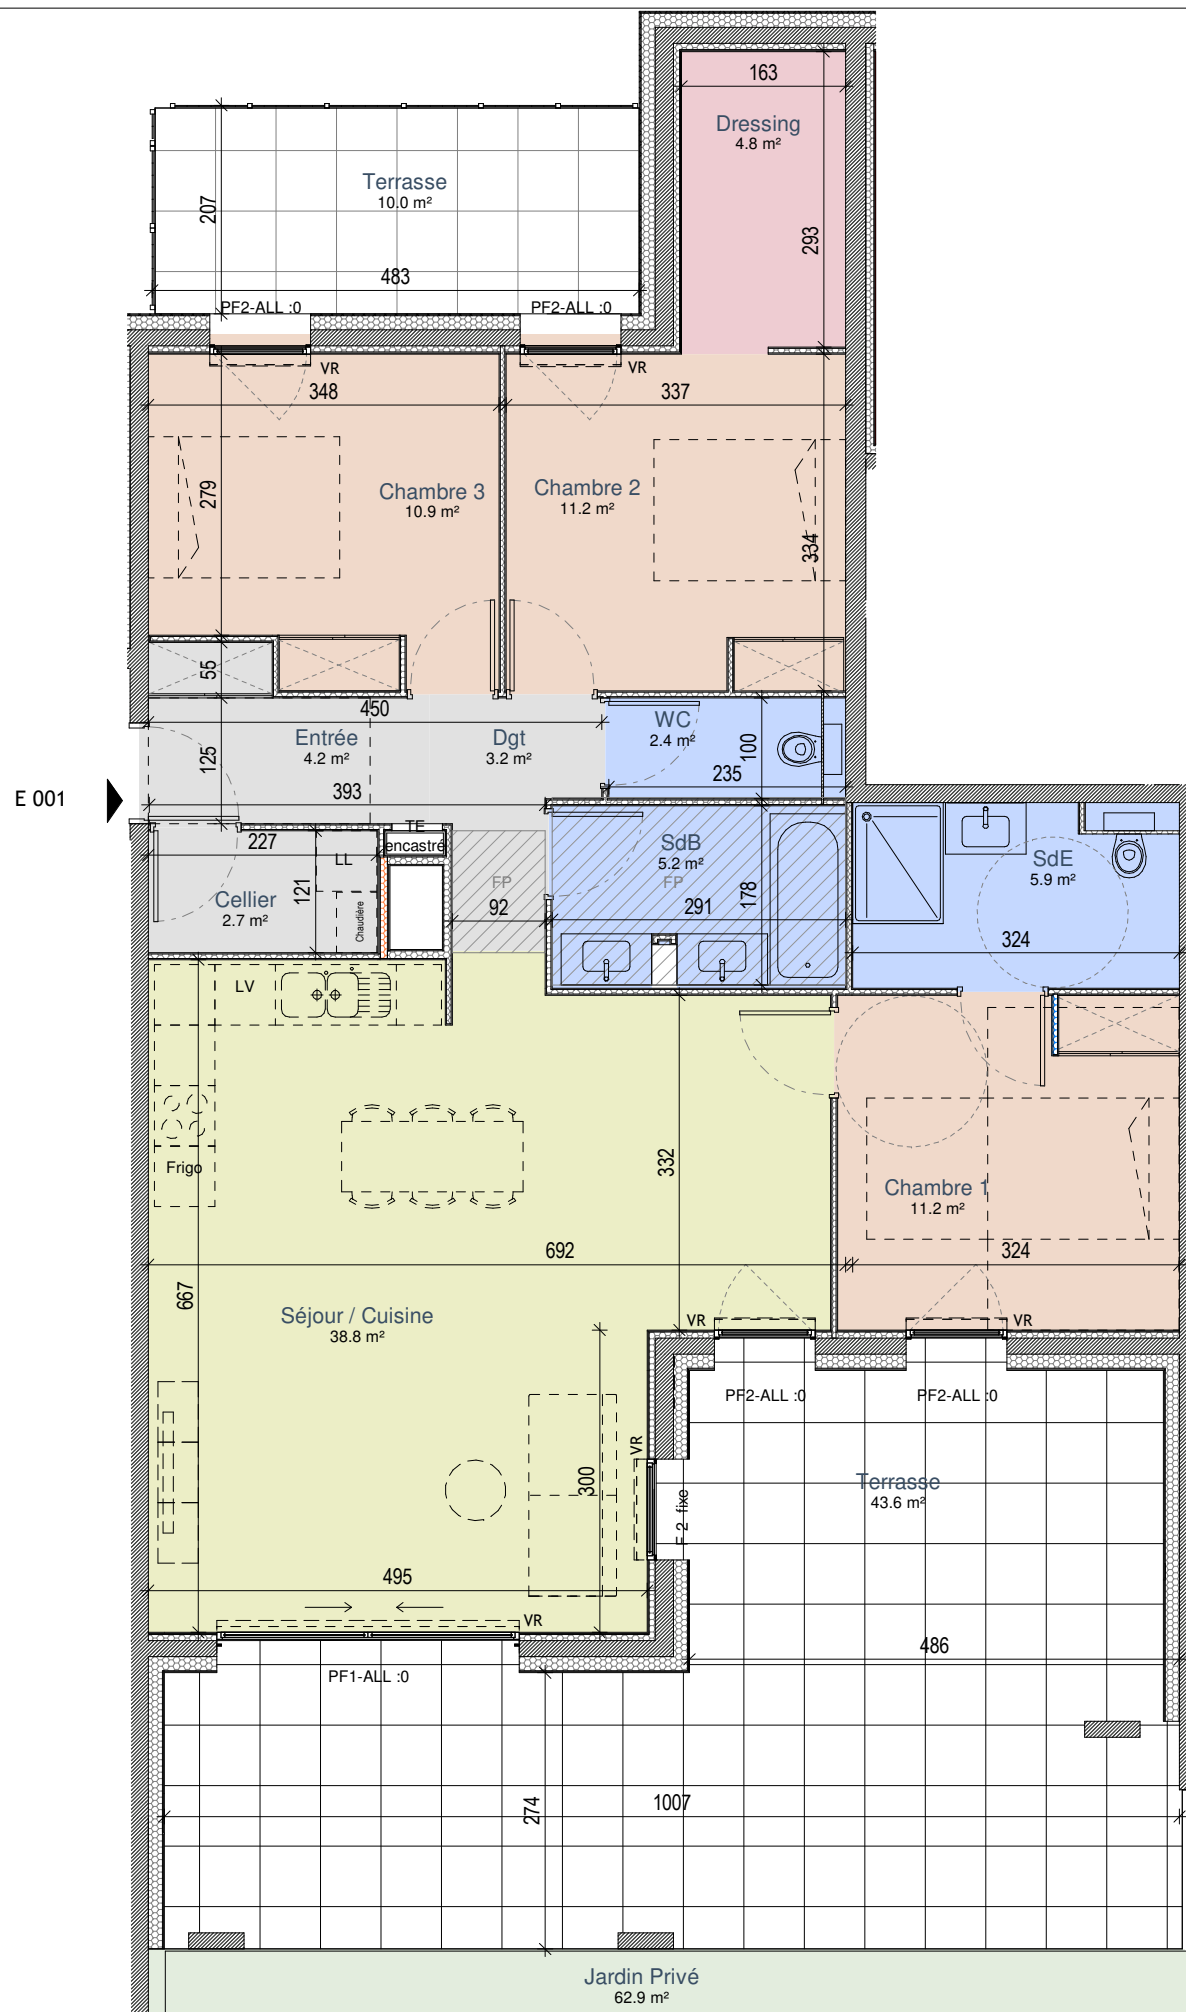 163
Dressing
4.8 m²
Terrasse
10.0 m²
207
293
483
PF2-ALL :0
PF2-ALL :0
VR
VR
348
337
279
Chambre 3
10.9 m²
Chambre 2
11.2 m²
334
55
450
WC
2.4 m²
Entrée
4.2 m²
Dgt
3.2 m²
125
100
235
E 001
393
TE
encastré
227
LL
SdB
5.2 m²
FP
FP
SdE
5.9 m²
Cellier
2.7 m²
121
Chaudière
92
291
178
324
LV
Frigo
332
Chambre 1
11.2 m²
692
324
667
Séjour / Cuisine
38.8 m²
VR
VR
PF2-ALL :0
PF2-ALL :0
VR
300
F 2 fixe
Terrasse
43.6 m²
495
VR
486
PF1-ALL :0
274
1007
Jardin Privé
62.9 m²